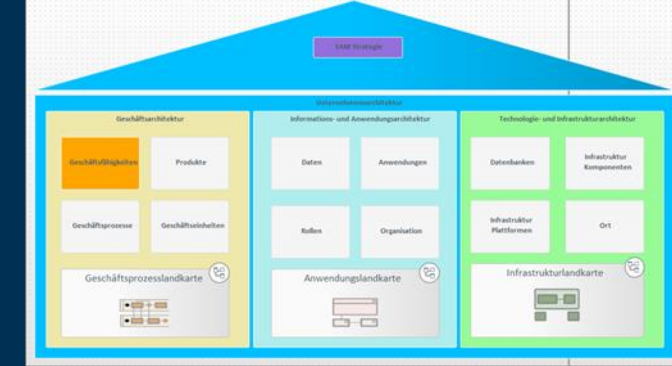 EAM Strategie
Unternehmensarchitektur
Geschäftsarchitektur
Geschäftsfähigkeiten
Produkte
Geschäftsprozesse
Geschäftseinheiten
Geschäftsprozesslandkarte
Informations- und Anwendungsarchitektur
Daten
Anwendungen
Rollen
Organisation
Anwendungslandkarte
Technologie- und Infrastrukturarchitektur
Datenbanken
Infrastruktur
Komponenten
Infrastruktur
Plattformen
Ort
Infrastrukturlandkarte